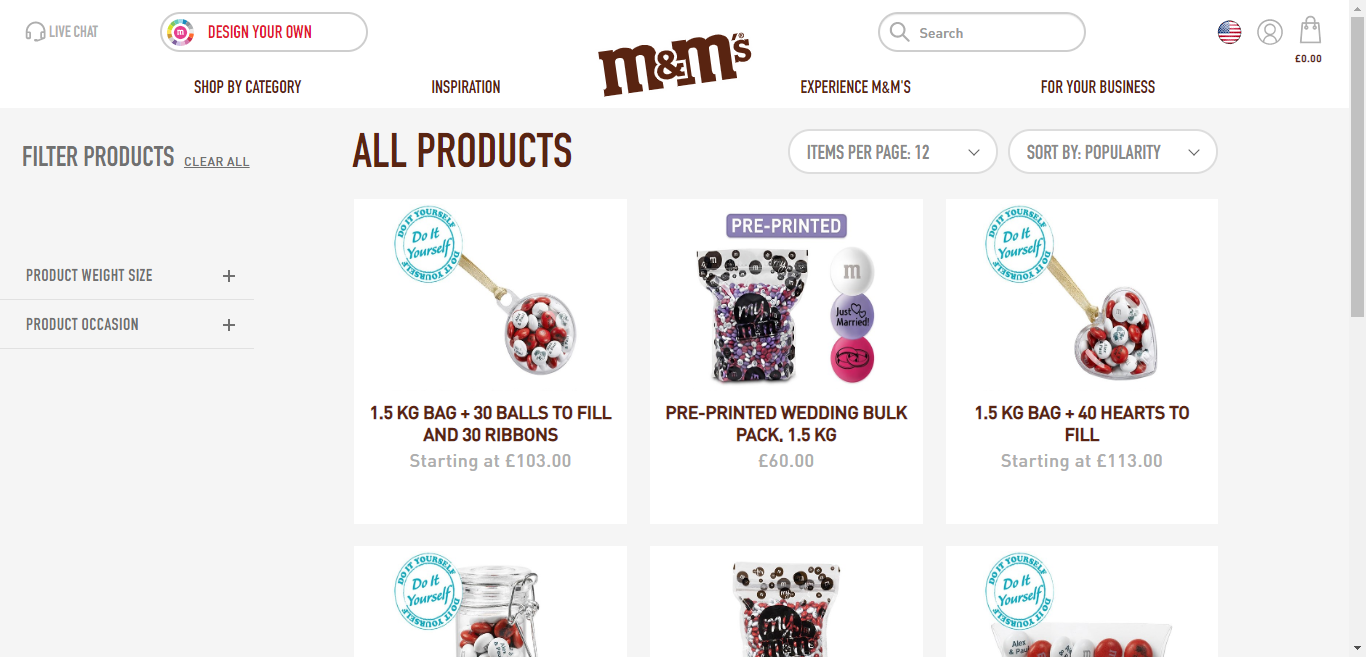 LIVE CHAT
m
DESIGN YOUR OWN
m&m's®
Search
£0.00
SHOP BY CATEGORY
INSPIRATION
EXPERIENCE M&M'S
FOR YOUR BUSINESS
FILTER PRODUCTS
CLEAR ALL
ALL PRODUCTS
ITEMS PER PAGE: 12
SORT BY: POPULARITY
PRODUCT WEIGHT SIZE
PRODUCT OCCASION
DO IT YOURSELF
Do It
Yourself
DO IT YOURSELF
1.5 KG BAG + 30 BALLS TO FILL
AND 30 RIBBONS
Starting at £103.00
PRE-PRINTED
my
m&m's
m
Just
Married!
PRE-PRINTED WEDDING BULK
PACK, 1.5 KG
£60.00
DO IT YOURSELF
Do It
Yourself
DO IT YOURSELF
1.5 KG BAG + 40 HEARTS TO
FILL
Starting at £113.00
DO IT YOURSELF
Do It
Yourself
DO IT YOURSELF
my
m&m's
DO IT YOURSELF
Do It
Yourself
DO IT YOURSELF
Alex
& Paul